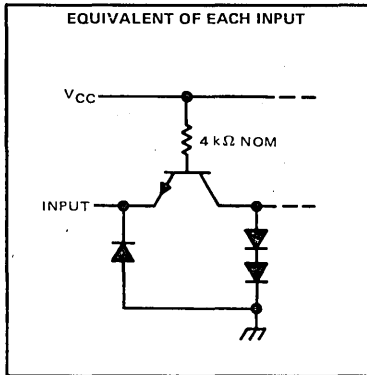 EQUIVALENT OF EACH INPUT
VCC
4 kΩ NOM
INPUT